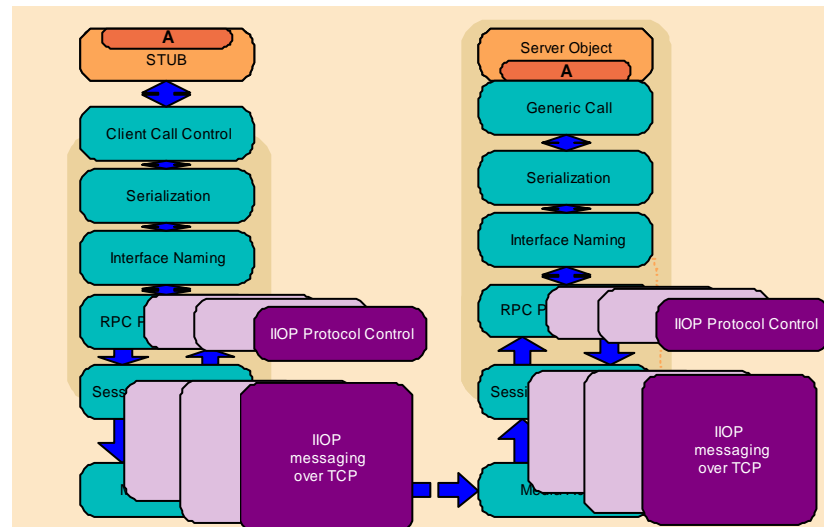 A
STUB
Client Call Control
Serialization
Interface Naming
RPC P
IIOP Protocol Control
Sess
IIOP
messaging
over TCP
Server Object
A
Generic Call
Serialization
Interface Naming
RPC P
IIOP Protocol Control
Sessi
IIOP
messaging
over TCP